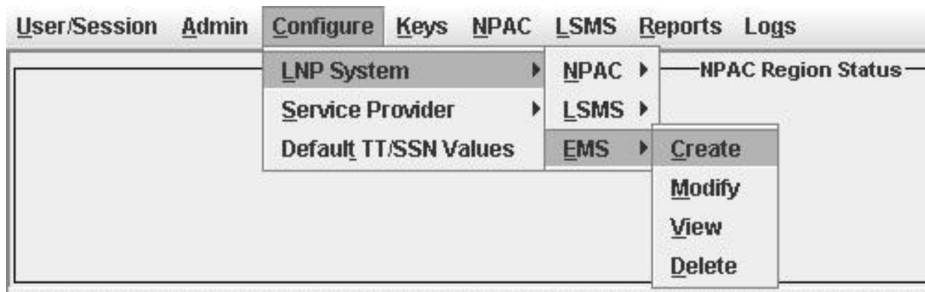 User/Session Admin Configure Keys NPAC LSMS Reports Logs
LNP System NPAC NPAC Region Status
Service Provider LSMS
Default TT/SSN Values EMS Create
Modify
View
Delete